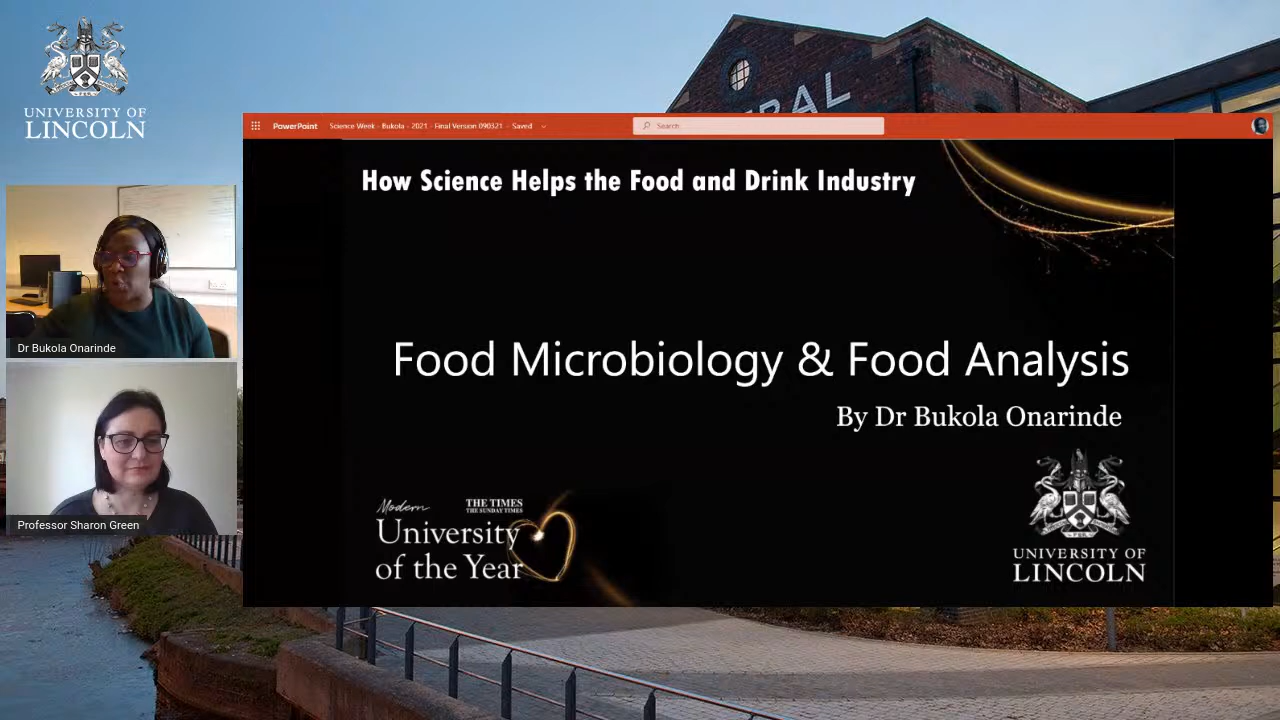 UNIVERSITY OF
LINCOLN
RAL
PowerPoint
Science Week - Bukola - 2021 - Final Version 090321 - Saved
Search
How Science Helps the Food and Drink Industry
Dr Bukola Onarinde
Professor Sharon Green
Food Microbiology & Food Analysis
By Dr Bukola Onarinde
Modern
THE TIMES
THE SUNDAY TIMES
University
of the Year
UNIVERSITY OF
LINCOLN